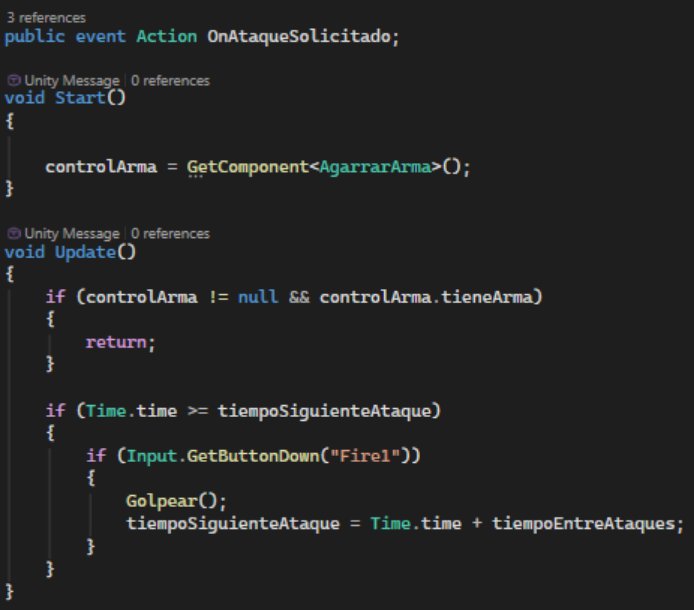 3 references
public event Action OnAtaqueSolicitado;
Unity Message | 0 references
void Start()
{
controlArma = GetComponent<AgarrarArma>();
}
Unity Message | 0 references
void Update()
{
if (controlArma != null && controlArma.tieneArma)
{
return;
}
if (Time.time >= tiempoSiguienteAtaque)
{
if (Input.GetButtonDown("Fire1"))
{
Golpear();
tiempoSiguienteAtaque = Time.time + tiempoEntreAtaques;
}
}
}